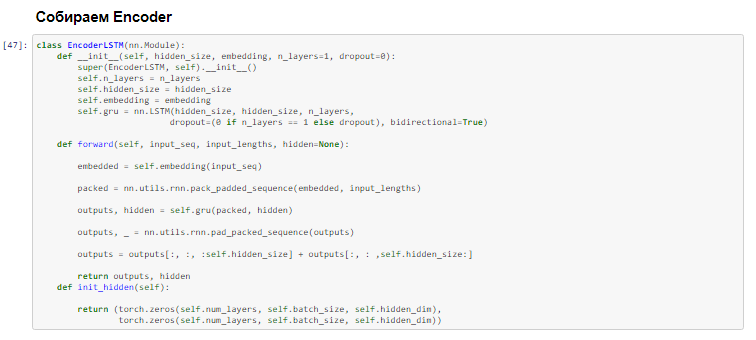 Собираем Encoder
[47]: class EncoderLSTM(nn.Module):
    def __init__(self, hidden_size, embedding, n_layers=1, dropout=0):
        super(EncoderLSTM, self).__init__()
        self.n_layers = n_layers
        self.hidden_size = hidden_size
        self.embedding = embedding
        self.gru = nn.LSTM(hidden_size, hidden_size, n_layers,
                          dropout=(0 if n_layers == 1 else dropout), bidirectional=True)
    def forward(self, input_seq, input_lengths, hidden=None):
        embedded = self.embedding(input_seq)
        packed = nn.utils.rnn.pack_padded_sequence(embedded, input_lengths)
        outputs, hidden = self.gru(packed, hidden)
        outputs, _ = nn.utils.rnn.pad_packed_sequence(outputs)
        outputs = outputs[:, :, :self.hidden_size] + outputs[:, : ,self.hidden_size:]
        return outputs, hidden
    def init_hidden(self):
        return (torch.zeros(self.num_layers, self.batch_size, self.hidden_dim),
                torch.zeros(self.num_layers, self.batch_size, self.hidden_dim))